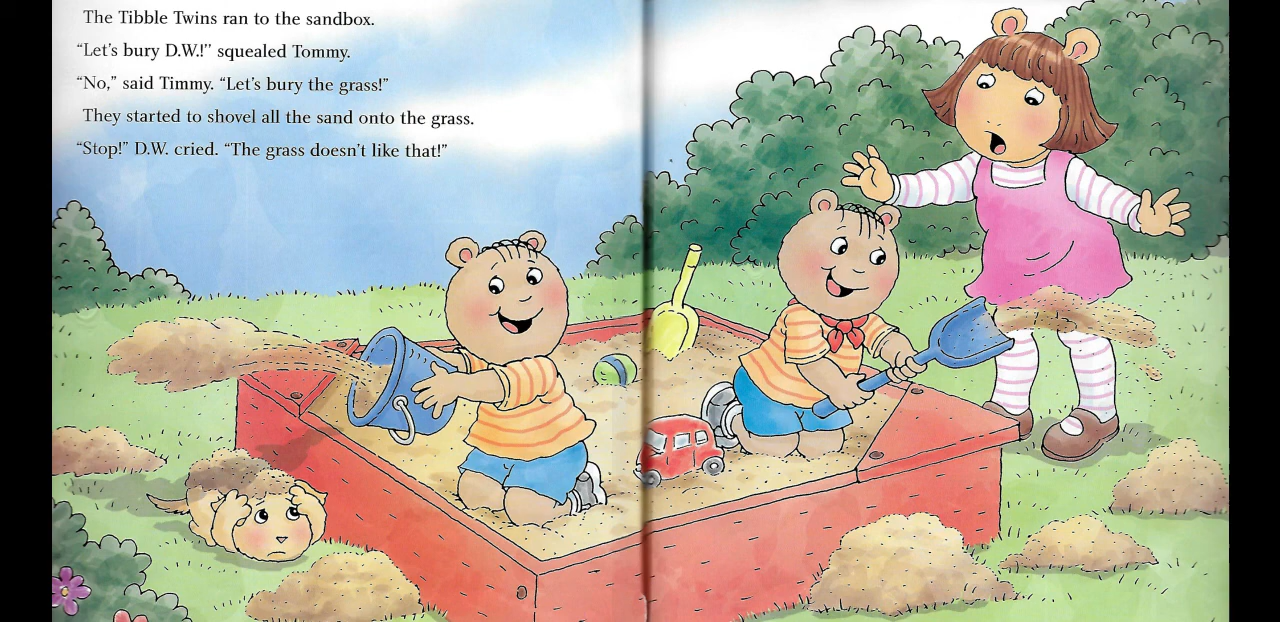 The Tibble Twins ran to the sandbox.
“Let’s bury D.W.!” squealed Tommy.
“No,” said Timmy. “Let’s bury the grass!”
They started to shovel all the sand onto the grass.
“Stop!” D.W. cried. “The grass doesn’t like that!”